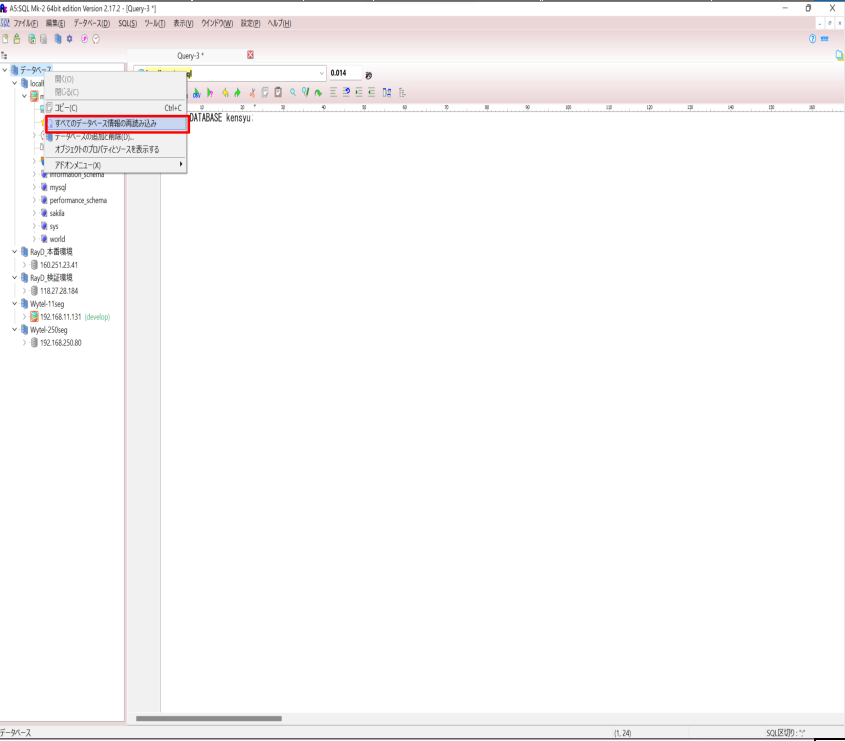 A5:SQL Mk-2 64bit edition Version 2.17.2 - [Query-3 *]
SQL ファイル(F) 編集(E) データベース(D) SQL(S) ツール(T) 表示(V) ウィンドウ(W) 設定(P) ヘルプ(H)
Query-3 *
データベース
0.014 秒
開く(O)
閉じる(C)
コピー(C) Ctrl+C
すべてのデータベース情報の再読み込み
データベースの追加と削除(D)...
オブジェクトのプロパティとソースを表示する
アドオンメニュー(X)
DATABASE kensyu;
information_schema
mysql
performance_schema
sakila
sys
world
RayD_本番環境
160.251.23.41
RayD_検証環境
118.27.28.184
Wytel-11seg
192.168.11.131 (develop)
Wytel-250seg
192.168.250.80
データベース (1, 24) SQL区切り : ";"